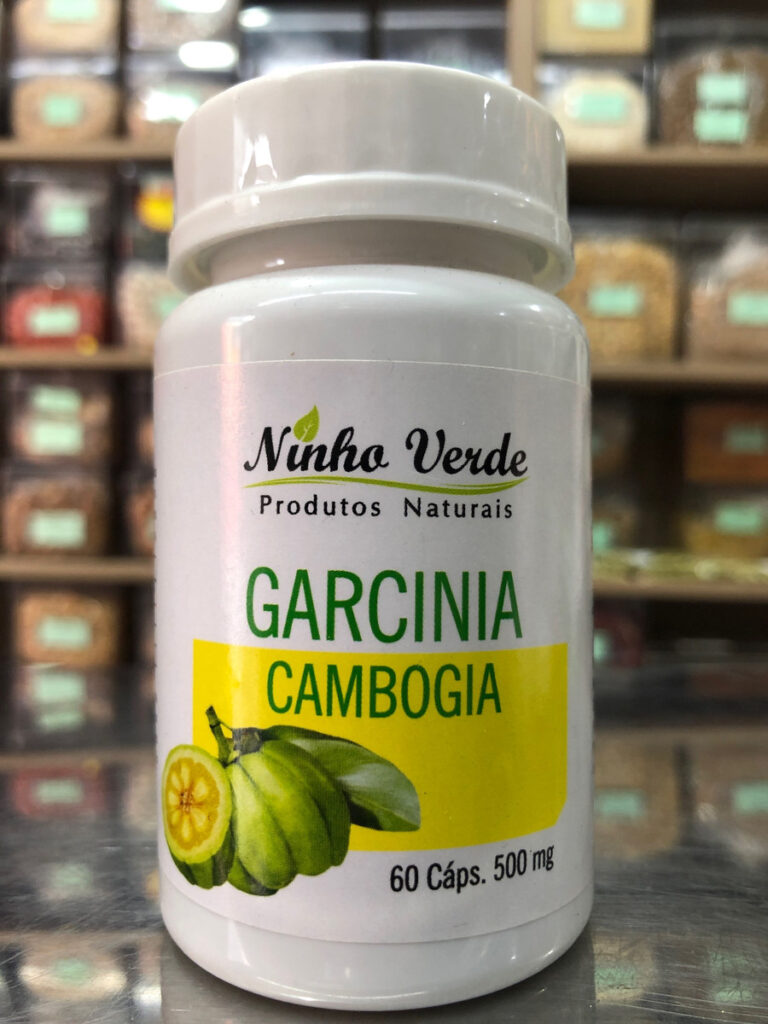 Ninho Verde
Produtos Naturais
GARCINIA
CAMBOGIA
60 Cáps. 500 mg